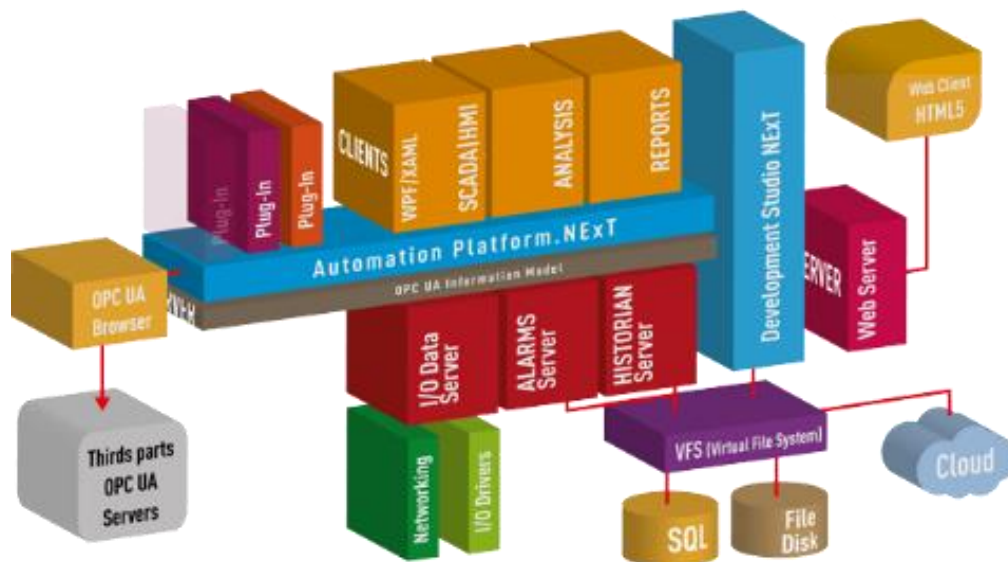 Plug-In
Plug-In
Plug-In
CLIENTS
WPF/XAML
SCADA|HMI
ANALYSIS
REPORTS
Development Studio NExT
Web Client
HTML5
Automation Platform.NExT
OPC UA Information Model
OPC UA
Browser
SERVER
Web Server
I/O Data
Server
ALARMS
Server
HISTORIAN
Server
Thirds parts
OPC UA
Servers
Networking
I/O Drivers
VFS (Virtual File System)
Cloud
SQL
File
Disk